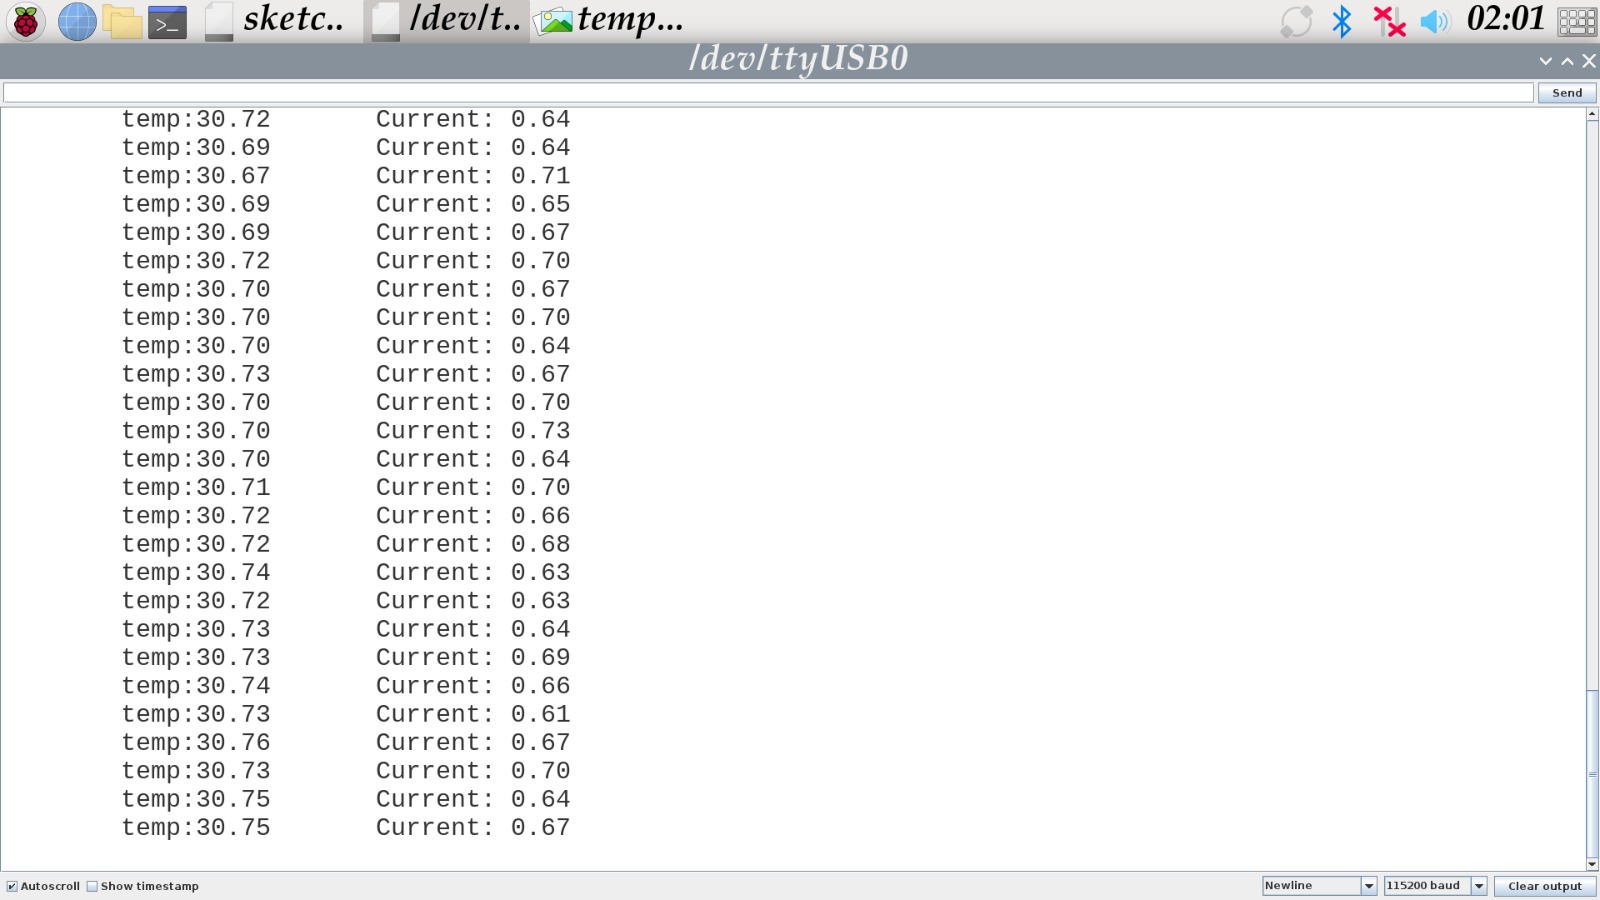 sketc.. /dev/t.. temp... 02:01
/dev/ttyUSB0
Send
temp:30.72 Current: 0.64
temp:30.69 Current: 0.64
temp:30.67 Current: 0.71
temp:30.69 Current: 0.65
temp:30.69 Current: 0.67
temp:30.72 Current: 0.70
temp:30.70 Current: 0.67
temp:30.70 Current: 0.70
temp:30.70 Current: 0.64
temp:30.73 Current: 0.67
temp:30.70 Current: 0.70
temp:30.70 Current: 0.73
temp:30.70 Current: 0.64
temp:30.71 Current: 0.70
temp:30.72 Current: 0.66
temp:30.72 Current: 0.68
temp:30.74 Current: 0.63
temp:30.72 Current: 0.63
temp:30.73 Current: 0.64
temp:30.73 Current: 0.69
temp:30.74 Current: 0.66
temp:30.73 Current: 0.61
temp:30.76 Current: 0.67
temp:30.73 Current: 0.70
temp:30.75 Current: 0.64
temp:30.75 Current: 0.67
Autoscroll Show timestamp Newline 115200 baud Clear output